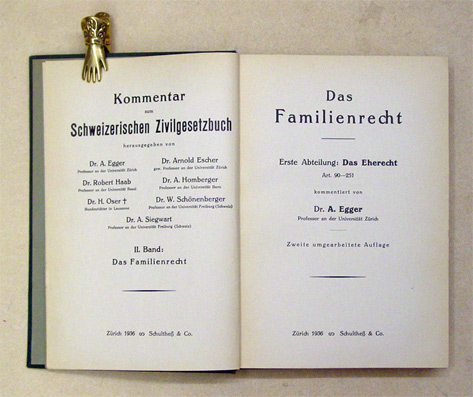 Kommentar
zum
Schweizerischen Zivilgesetzbuch
herausgegeben von
Dr. A. Egger
Professor an der Universität Zürich
Dr. Arnold Escher
gew. Professor an der Universität Zürich
Dr. Robert Haab
Professor an der Universität Basel
Dr. A. Homberger
Professor an der Universität Bern
Dr. H. Oser †
Bundesrichter in Lausanne
Dr. W. Schönenberger
Professor an der Universität Freiburg (Schweiz)
Dr. A. Siegwart
Professor an der Universität Freiburg (Schweiz)
II. Band:
Das Familienrecht
Zürich 1936 Schultheß & Co.
Das
Familienrecht
Erste Abteilung: Das Eherecht
Art. 90—251
kommentiert von
Dr. A. Egger
Professor an der Universität Zürich
Zweite umgearbeitete Auflage
Zürich 1936 Schultheß & Co.